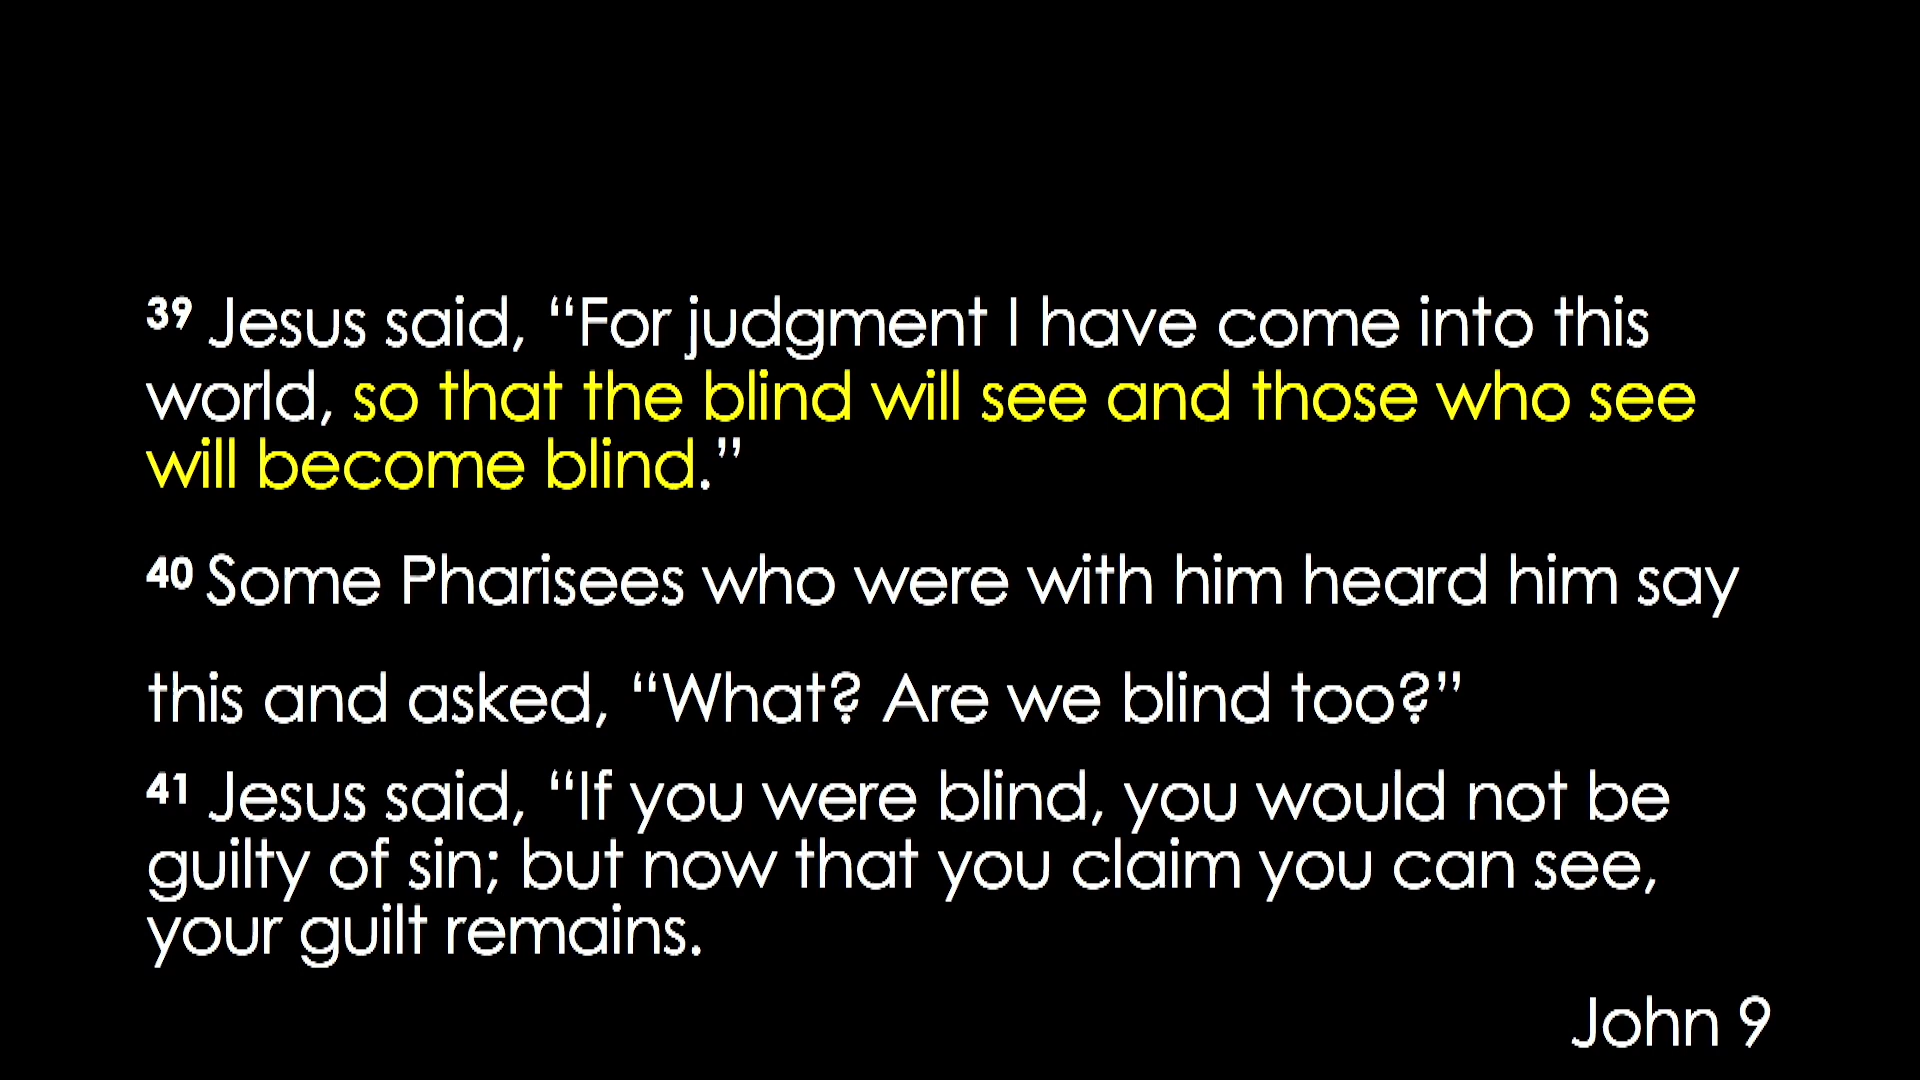 39 Jesus said, “For judgment I have come into this
world, so that the blind will see and those who see
will become blind.”
40 Some Pharisees who were with him heard him say
this and asked, “What? Are we blind too?”
41 Jesus said, “If you were blind, you would not be
guilty of sin; but now that you claim you can see,
your guilt remains.
John 9